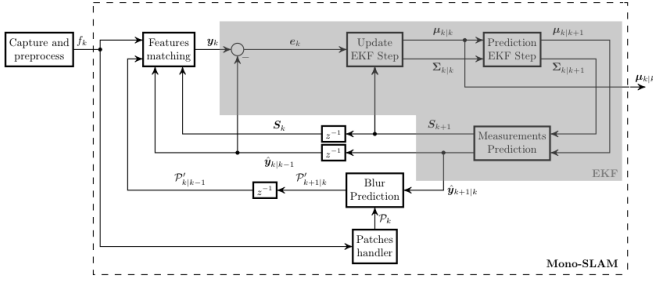 Capture and
preprocess
f_k
Features
matching
y_k
−
e_k
Update
EKF Step
μ_{k|k}
Σ_{k|k}
Prediction
EKF Step
μ_{k|k+1}
Σ_{k|k+1}
S_k
z^{-1}
S_{k+1}
z^{-1}
ŷ_{k|k−1}
Measurements
Prediction
EKF
𝒫′_{k|k−1}
z^{-1}
𝒫′_{k+1|k}
Blur
Prediction
ŷ_{k+1|k}
𝒫_k
Patches
handler
Mono-SLAM